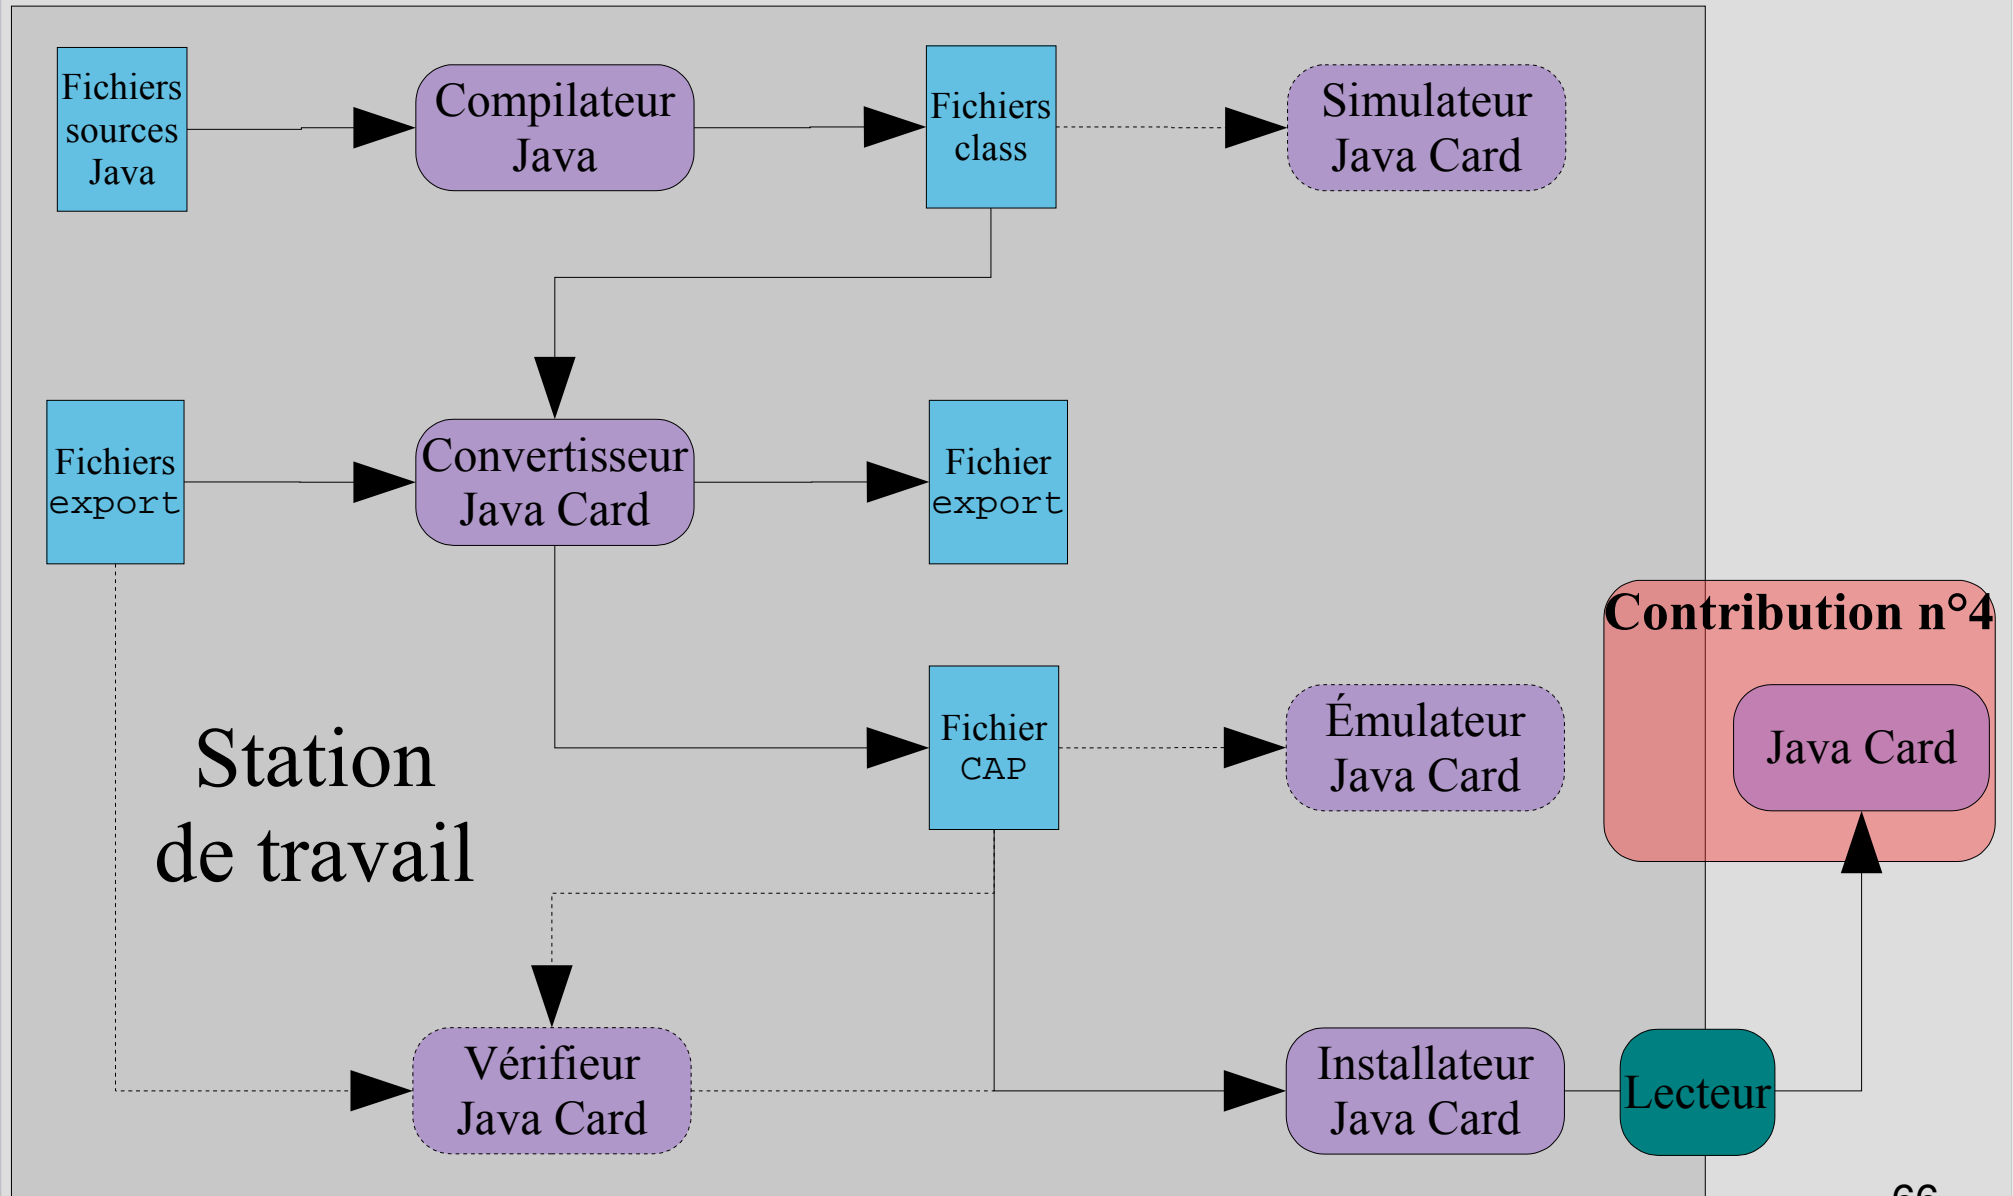 Fichiers
sources
Java
Compilateur
Java
Fichiers
class
Simulateur
Java Card
Fichiers
export
Convertisseur
Java Card
Fichier
export
Contribution n°4
Java Card
Station
de travail
Fichier
CAP
Émulateur
Java Card
Vérifieur
Java Card
Installateur
Java Card
Lecteur